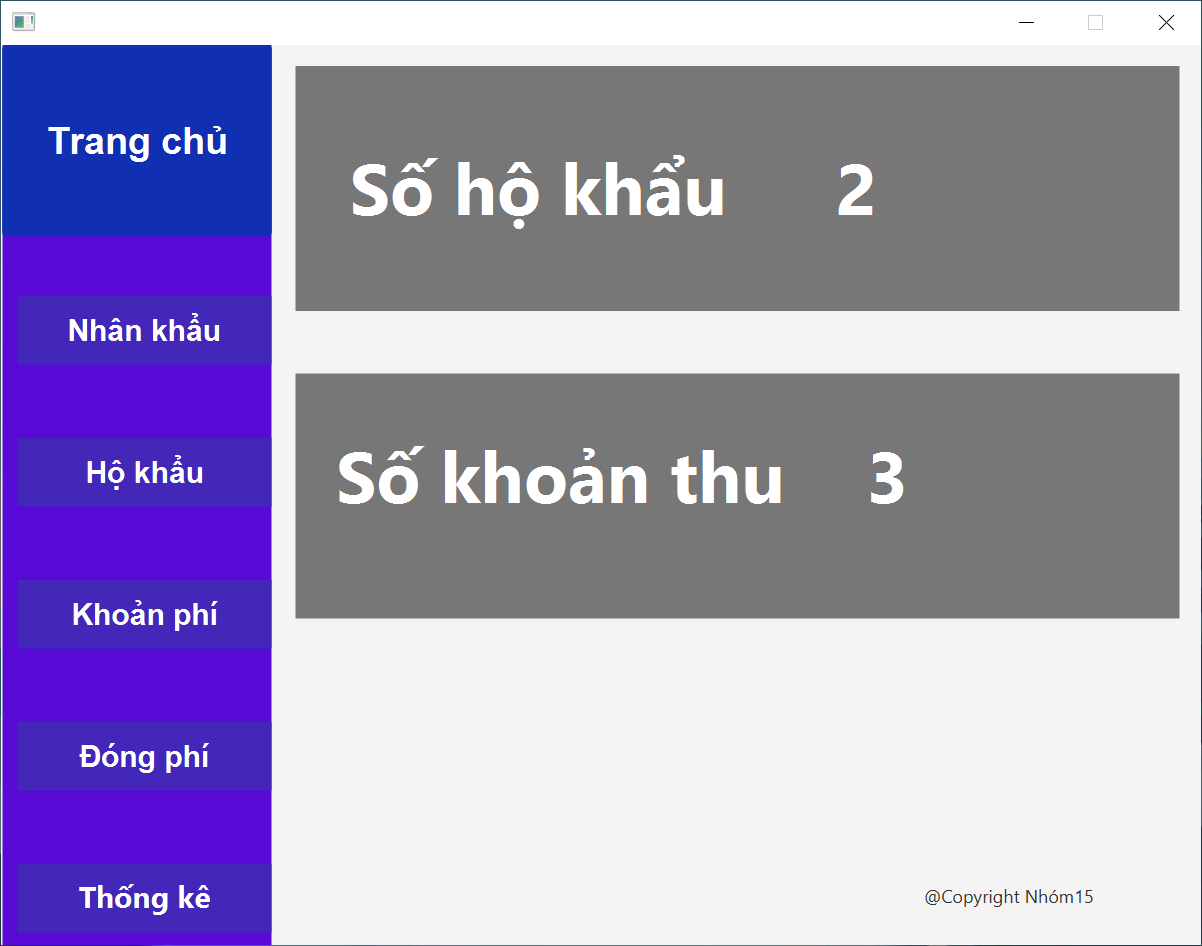 Trang chủ
Nhân khẩu
Hộ khẩu
Khoản phí
Đóng phí
Thống kê
Số hộ khẩu 2
Số khoản thu 3
@Copyright Nhóm15